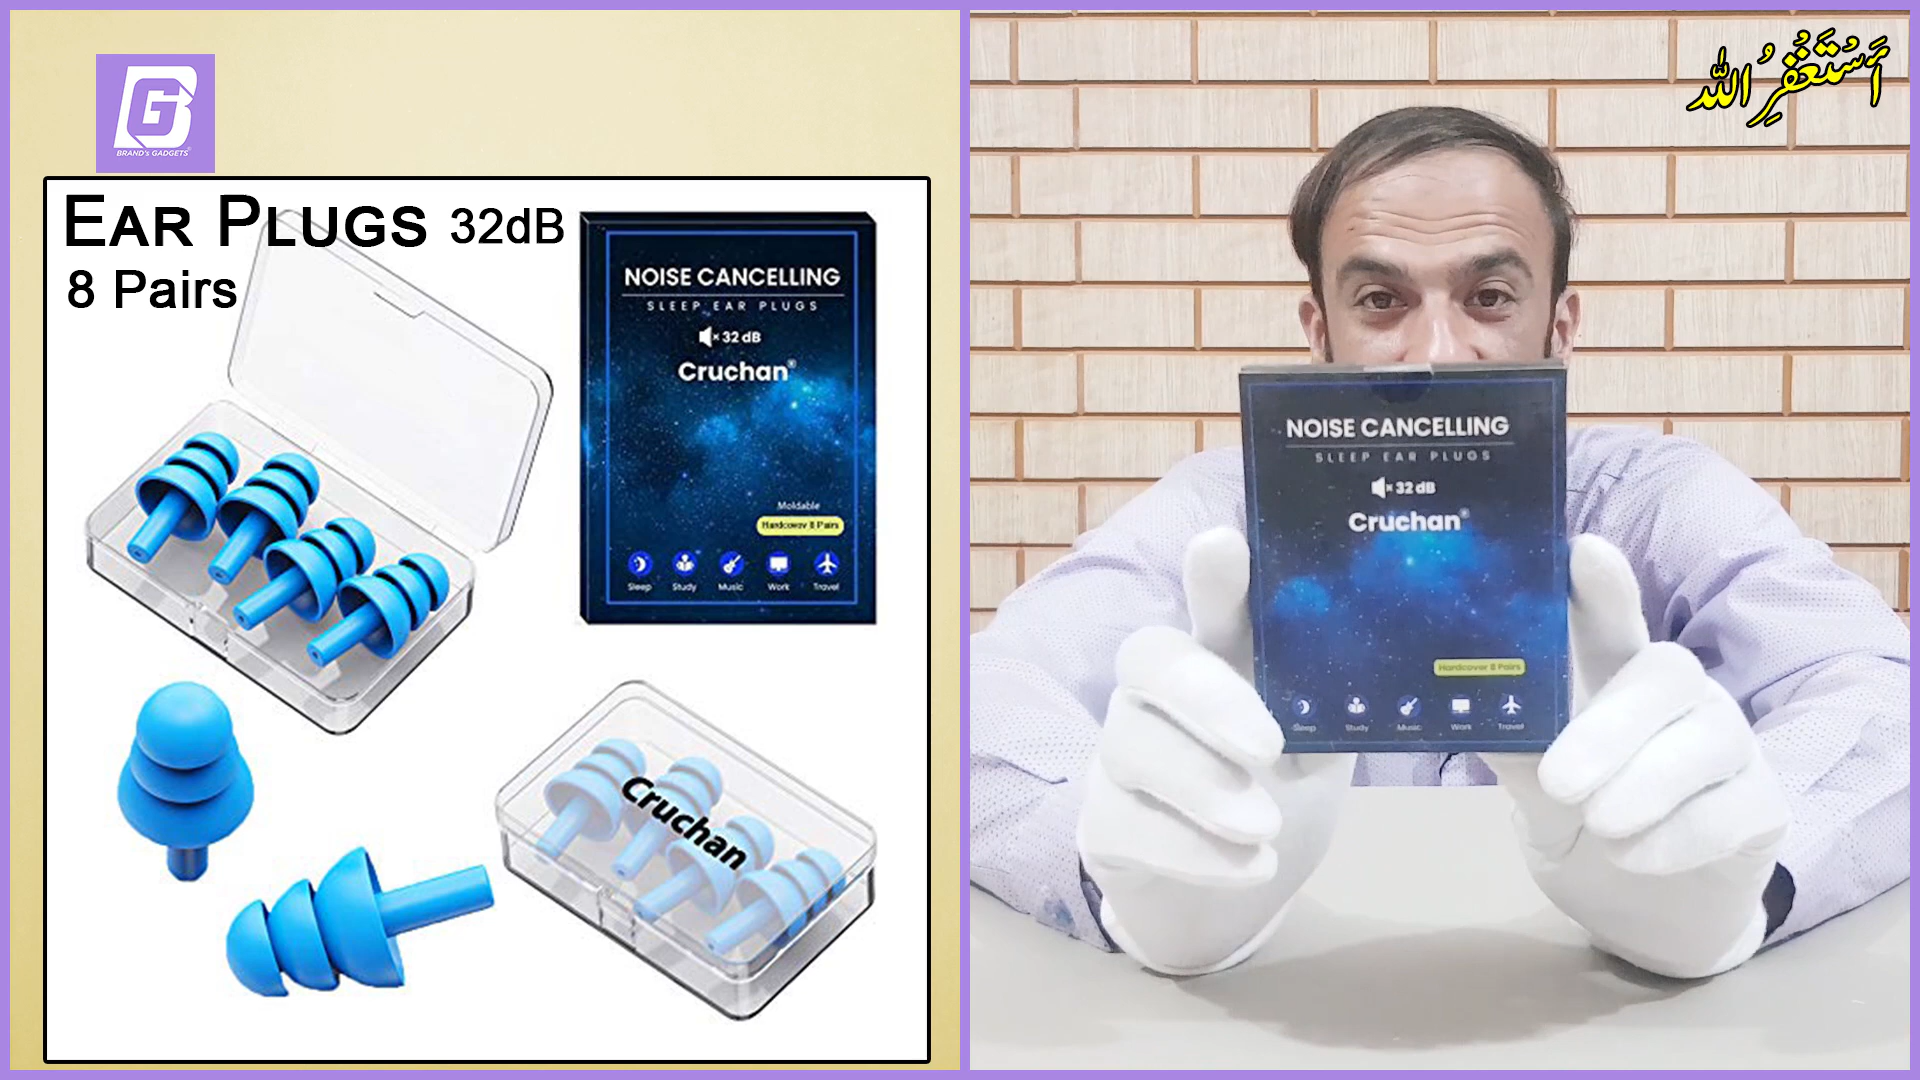 BRAND's GADGETS
EAR PLUGS 32dB
8 Pairs
NOISE CANCELLING
SLEEP EAR PLUGS
32 dB
Cruchan®
Moldable
Hardcovov 8 Pairs
Sleep Study Music Work Travel
Cruchan
أَسْتَغْفِرُ اللّٰه
NOISE CANCELLING
SLEEP EAR PLUGS
32 dB
Cruchan®
Hardcover 8 Pairs
Sleep Study Music Work Travel